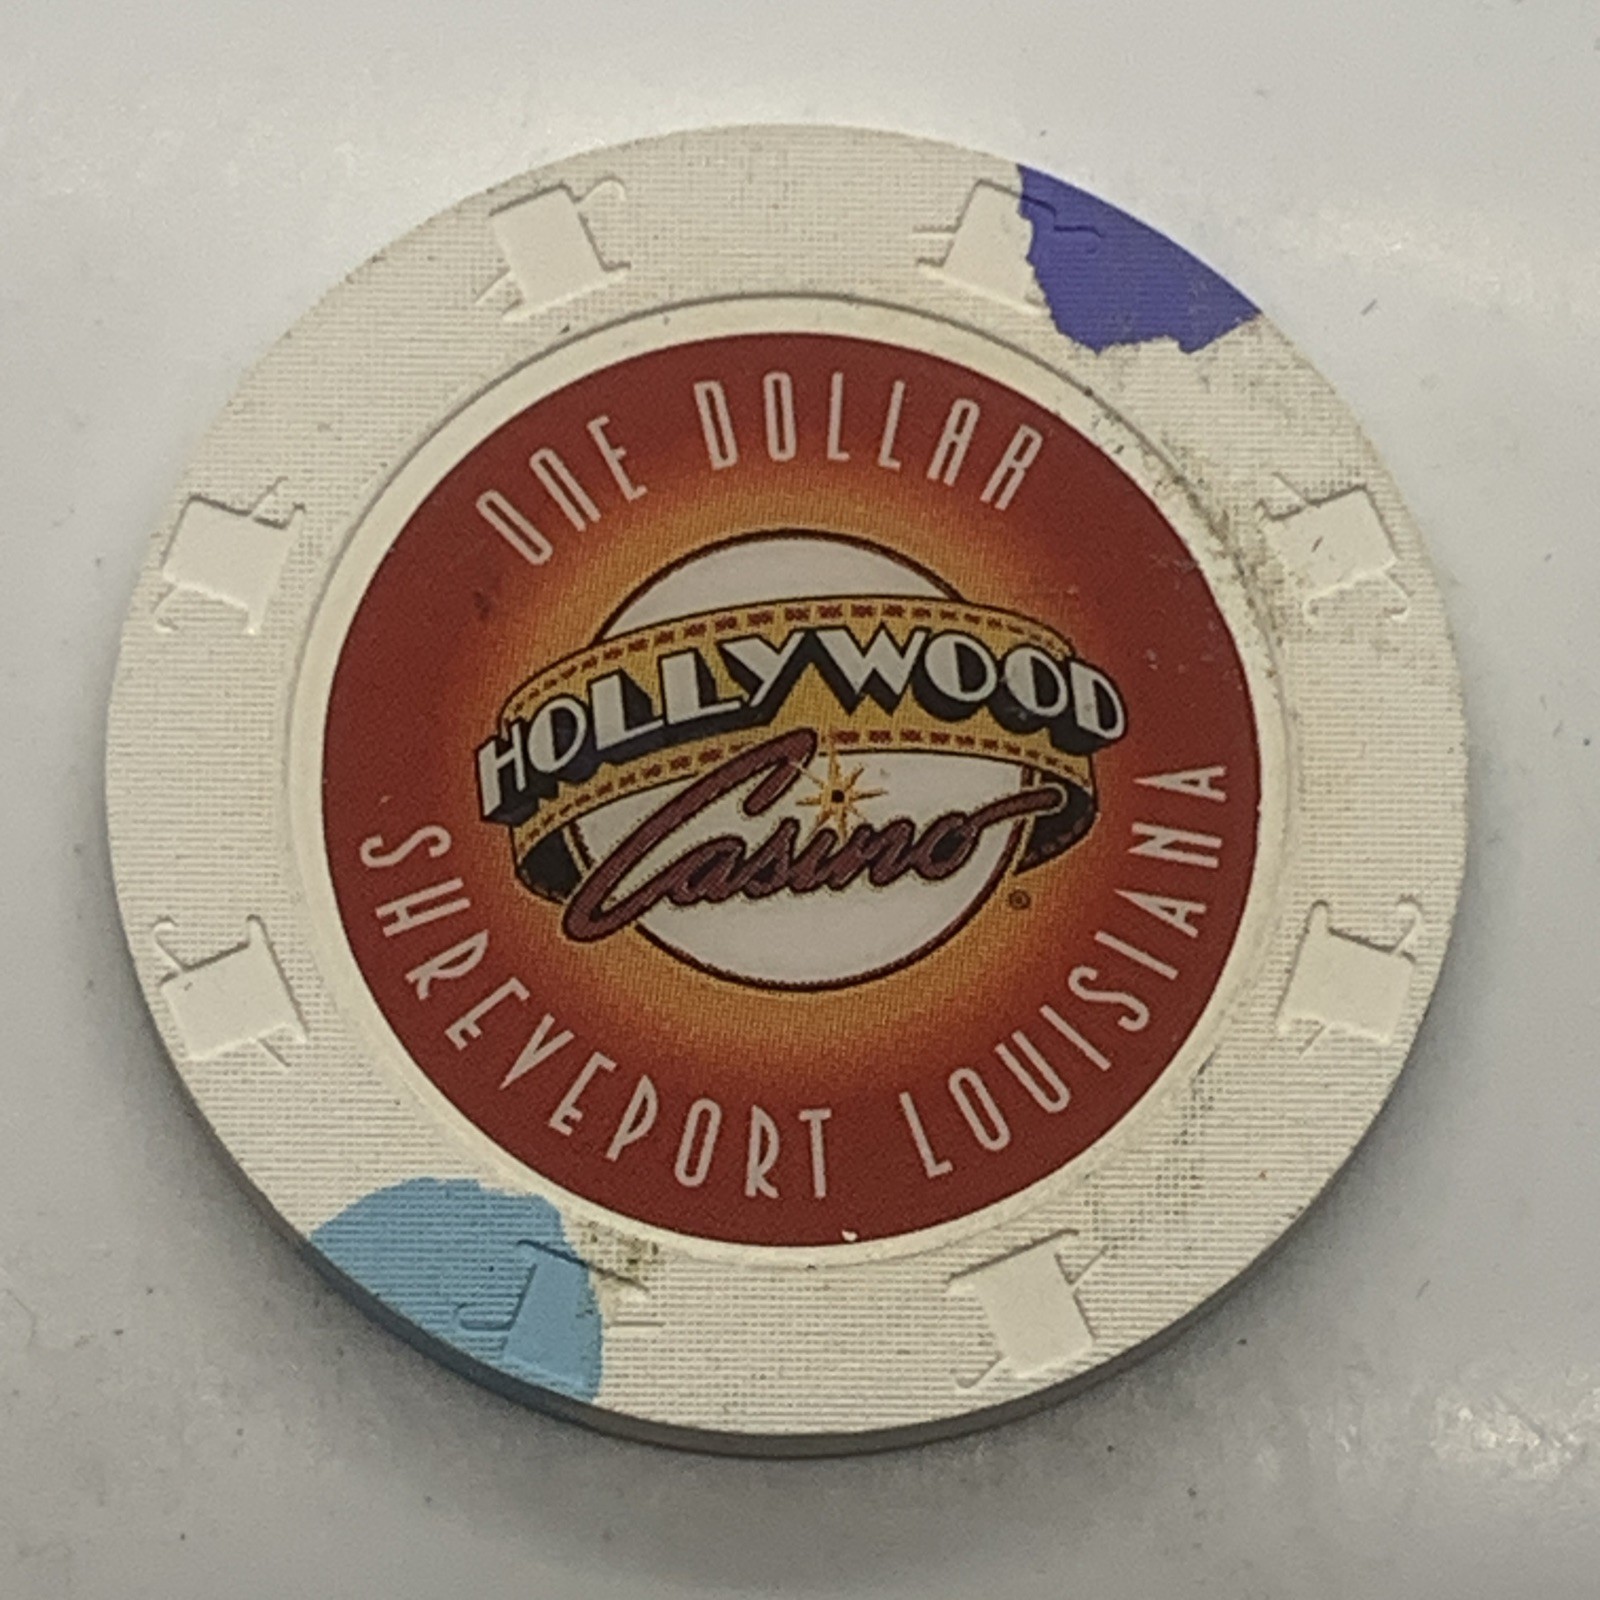 ONE DOLLAR
HOLLYWOOD
Casino
®
SHREVEPORT LOUISIANA